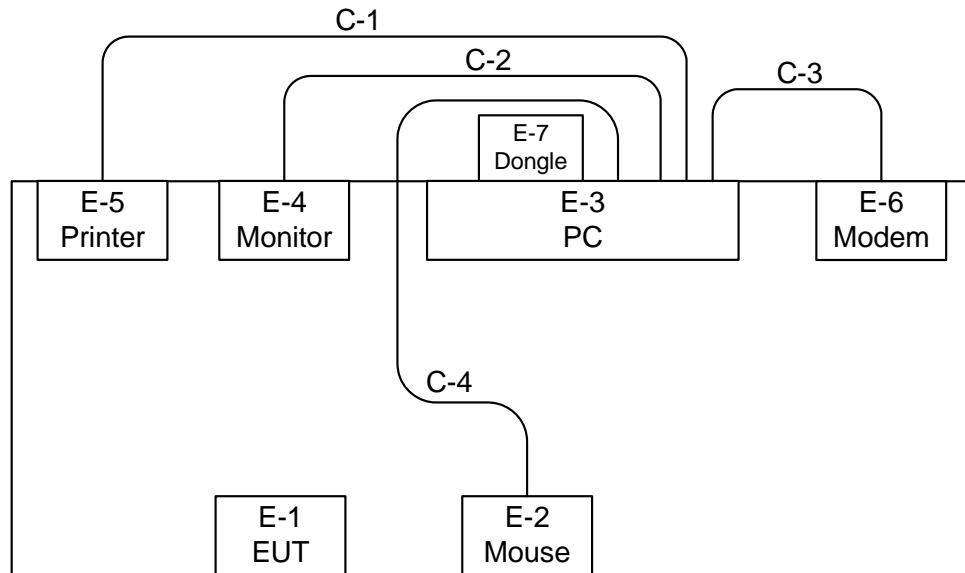 C-1
C-2
C-3
E-7
Dongle
E-5
Printer
E-4
Monitor
E-3
PC
E-6
Modem
C-4
E-1
EUT
E-2
Mouse